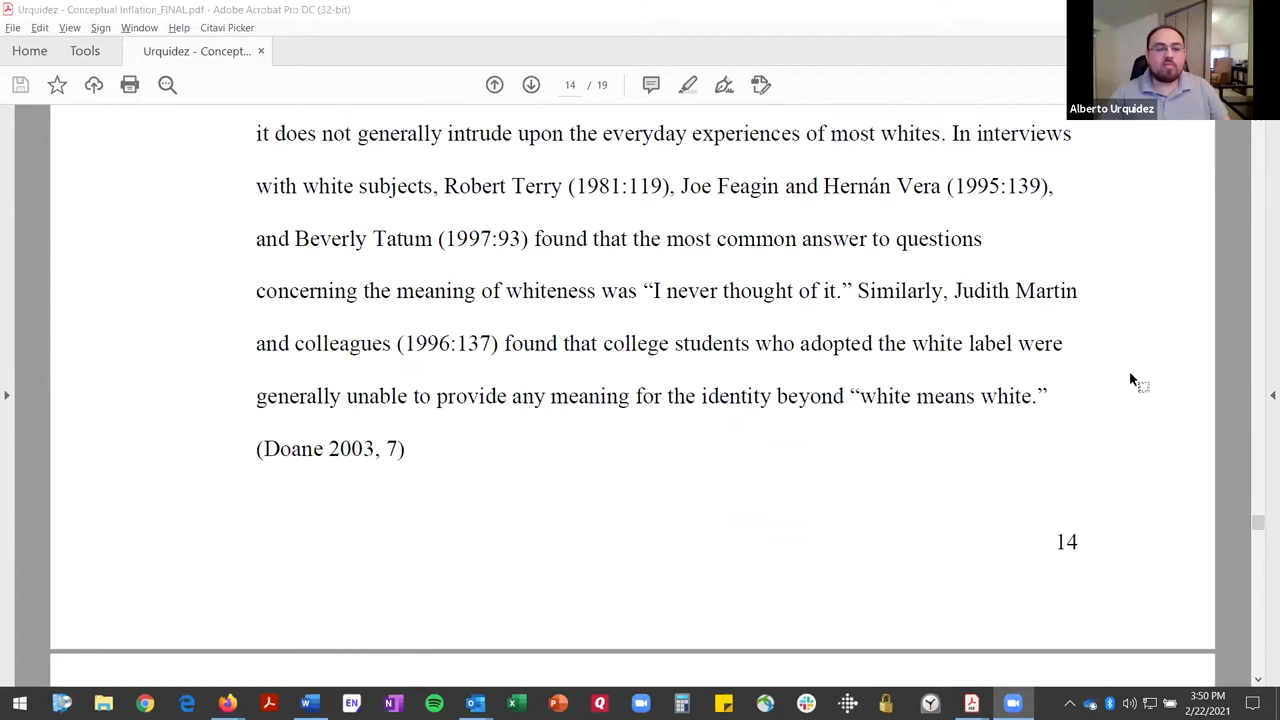 Urquidez - Conceptual Inflation_FINAL.pdf - Adobe Acrobat Pro DC (32-bit)
File Edit View Sign Window Help Citavi Picker
Home Tools Urquidez - Concept... ×
14 / 19
Alberto Urquidez
it does not generally intrude upon the everyday experiences of most whites. In interviews
with white subjects, Robert Terry (1981:119), Joe Feagin and Hernán Vera (1995:139),
and Beverly Tatum (1997:93) found that the most common answer to questions
concerning the meaning of whiteness was “I never thought of it.” Similarly, Judith Martin
and colleagues (1996:137) found that college students who adopted the white label were
generally unable to provide any meaning for the identity beyond “white means white.”
(Doane 2003, 7)
14
EN
3:50 PM
2/22/2021